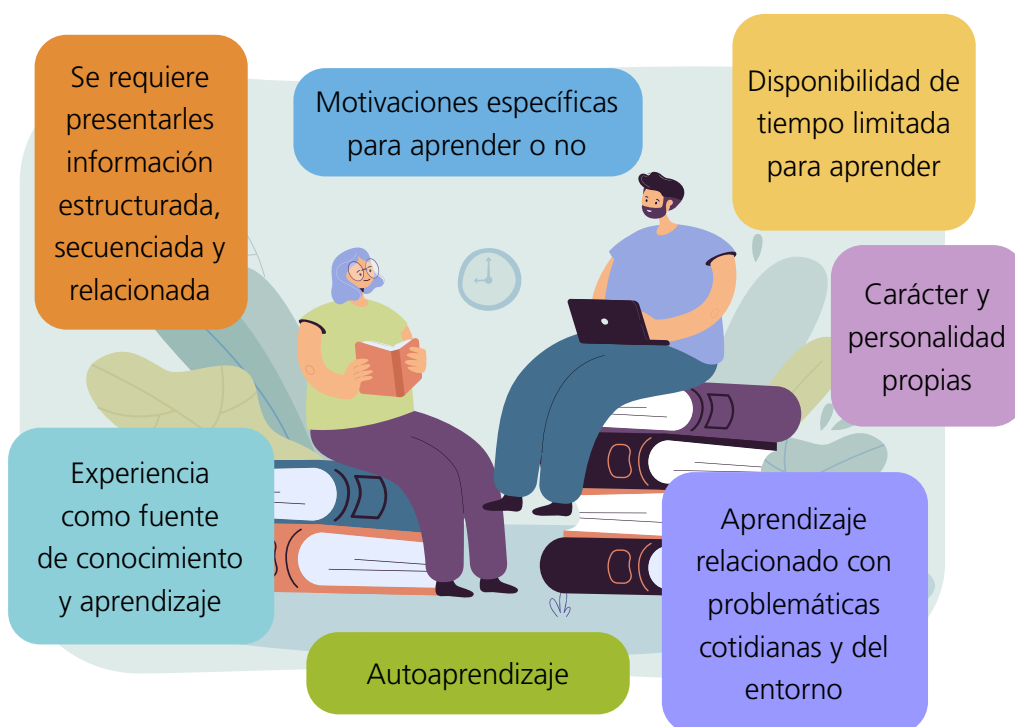 Se requiere
presentarles
información
estructurada,
secuenciada y
relacionada
Motivaciones específicas
para aprender o no
Disponibilidad de
tiempo limitada
para aprender
Carácter y
personalidad
propias
Experiencia
como fuente
de conocimiento
y aprendizaje
Aprendizaje
relacionado con
problemáticas
cotidianas y del
entorno
Autoaprendizaje